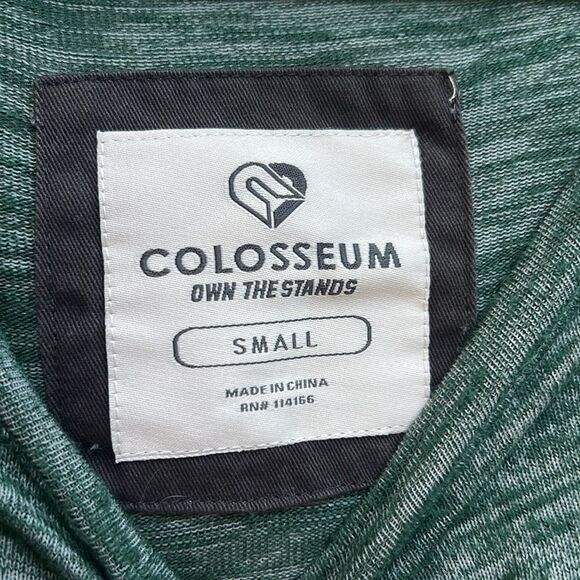 COLOSSEUM
OWN THE STANDS
SMALL
MADE IN CHINA
RN# 114166